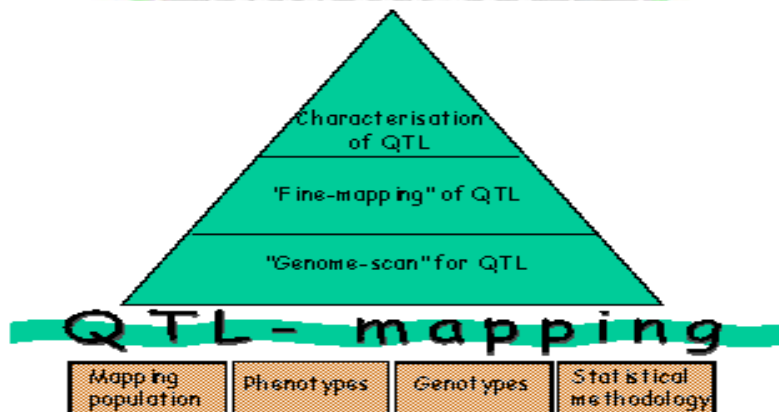 Characterisation
of QTL
"Fine-mapping" of QTL
"Genome-scan" for QTL
QTL- mapping
Mapping
population
Phenotypes
Genotypes
Statistical
methodology